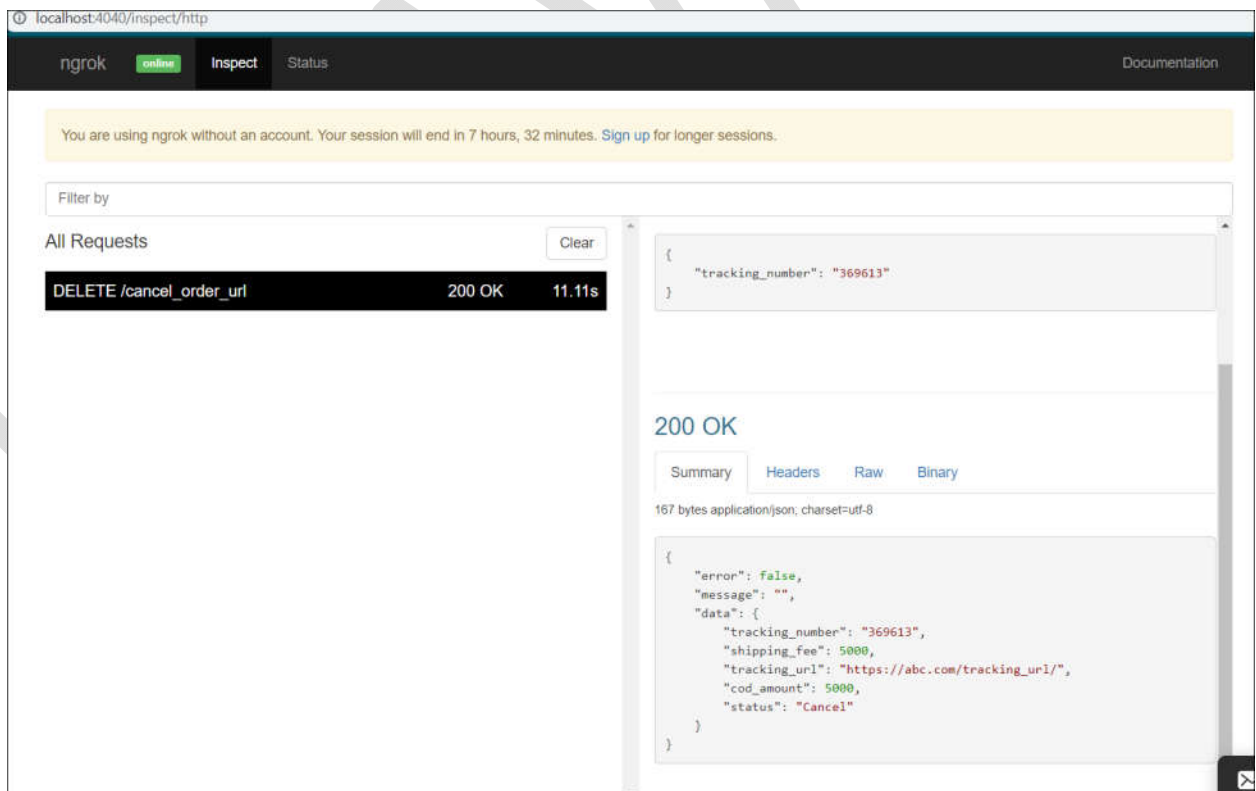 localhost:4040/inspect/http
ngrok online Inspect Status Documentation
You are using ngrok without an account. Your session will end in 7 hours, 32 minutes. Sign up for longer sessions.
Filter by
All Requests Clear
DELETE /cancel_order_url 200 OK 11.11s
{
"tracking_number": "369613"
}
200 OK
Summary Headers Raw Binary
167 bytes application/json, charset=utf-8
{
"error": false,
"message": "",
"data": {
"tracking_number": "369613",
"shipping_fee": 5000,
"tracking_url": "https://abc.com/tracking_url/",
"cod_amount": 5000,
"status": "Cancel"
}
}